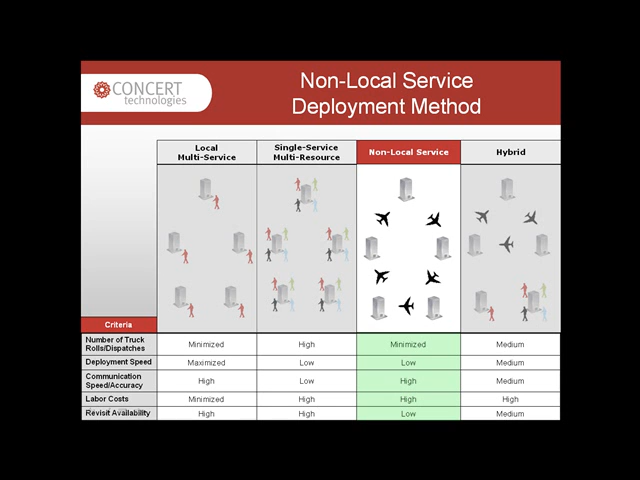 CONCERT
technologies
Non-Local Service
Deployment Method
Local
Multi-Service
Single-Service
Multi-Resource
Non-Local Service
Hybrid
Criteria
Number of Truck
Rolls/Dispatches
Minimized
High
Minimized
Medium
Deployment Speed
Maximized
Low
Low
Medium
Communication
Speed/Accuracy
High
Low
High
Medium
Labor Costs
Minimized
High
High
High
Revisit Availability
High
High
Low
Medium